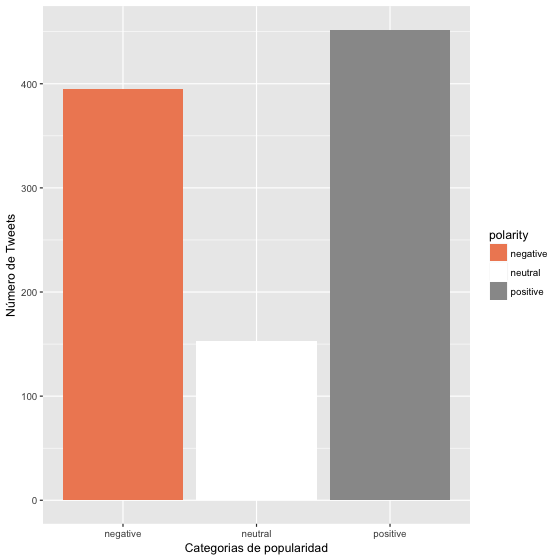 Número de Tweets
400
300
200
100
0
negative
neutral
positive
Categorias de popularidad
polarity
negative
neutral
positive